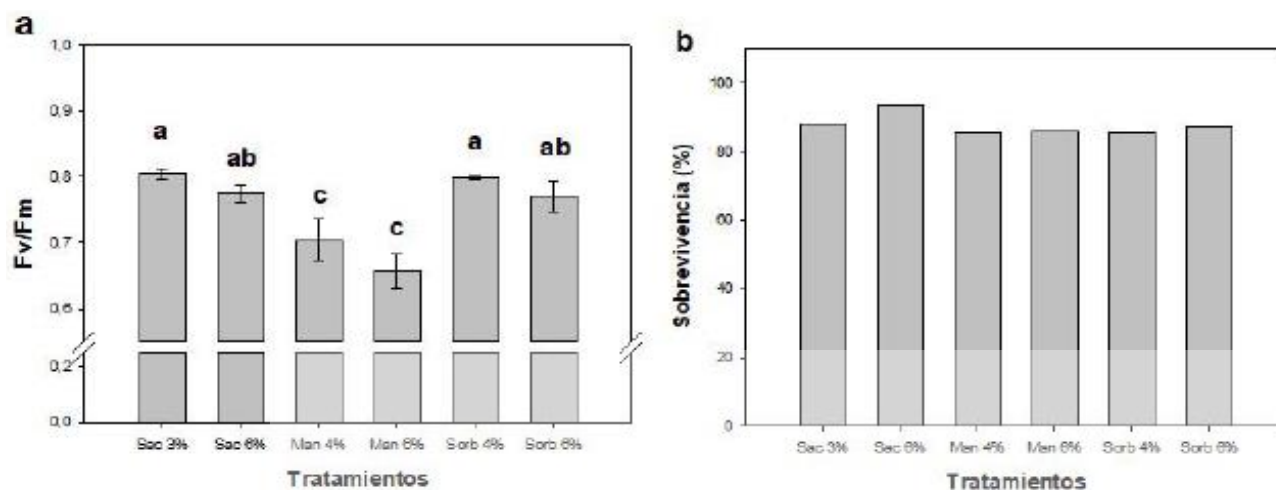 a
1,0
0,9
0,8
0,7
0,6
0,2
0,0
Fv/Fm
a
ab
c
c
a
ab
Sac 3%
Sac 6%
Man 4%
Man 6%
Sorb 4%
Sorb 6%
Tratamientos
b
100
80
60
40
20
0
Sobrevivencia (%)
Sac 3%
Sac 6%
Man 4%
Man 6%
Sorb 4%
Sorb 6%
Tratamientos